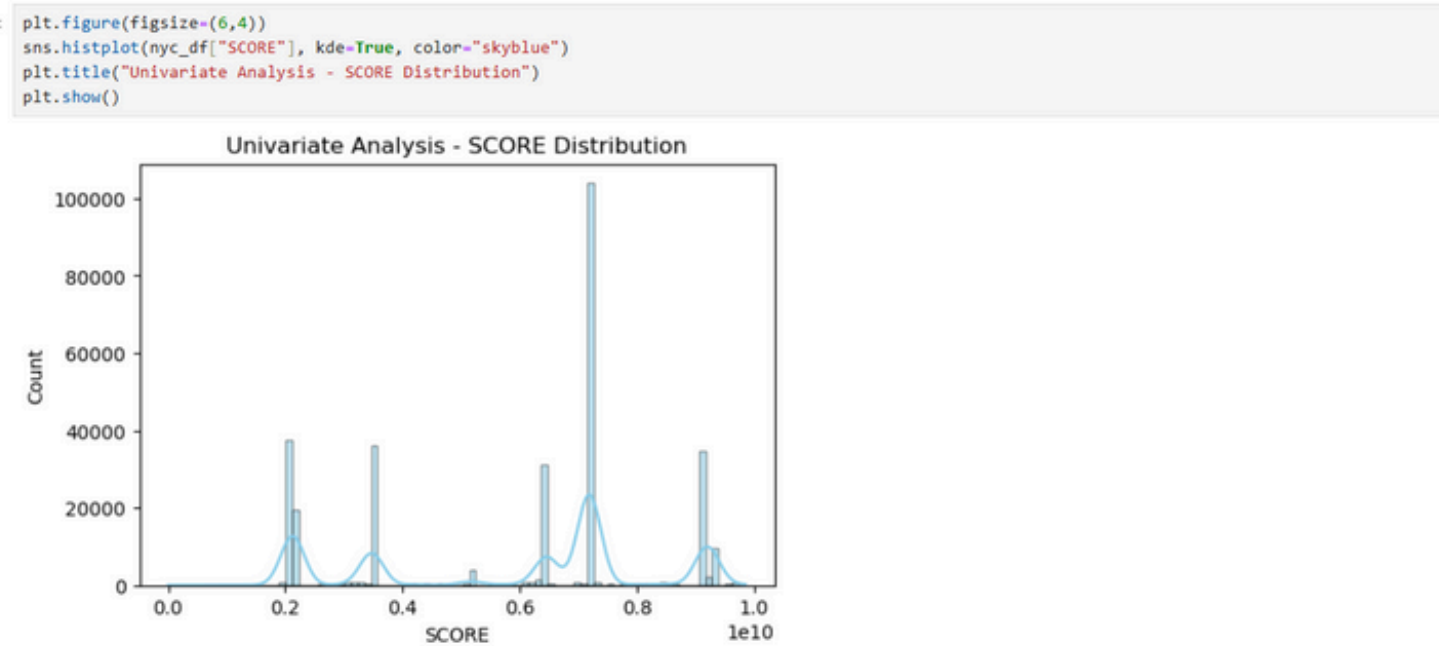 plt.figure(figsize=(6,4))
sns.histplot(nyc_df["SCORE"], kde=True, color="skyblue")
plt.title("Univariate Analysis - SCORE Distribution")
plt.show()
Univariate Analysis - SCORE Distribution
100000
80000
60000
40000
20000
0
Count
0.0 0.2 0.4 0.6 0.8 1.0
SCORE
1e10